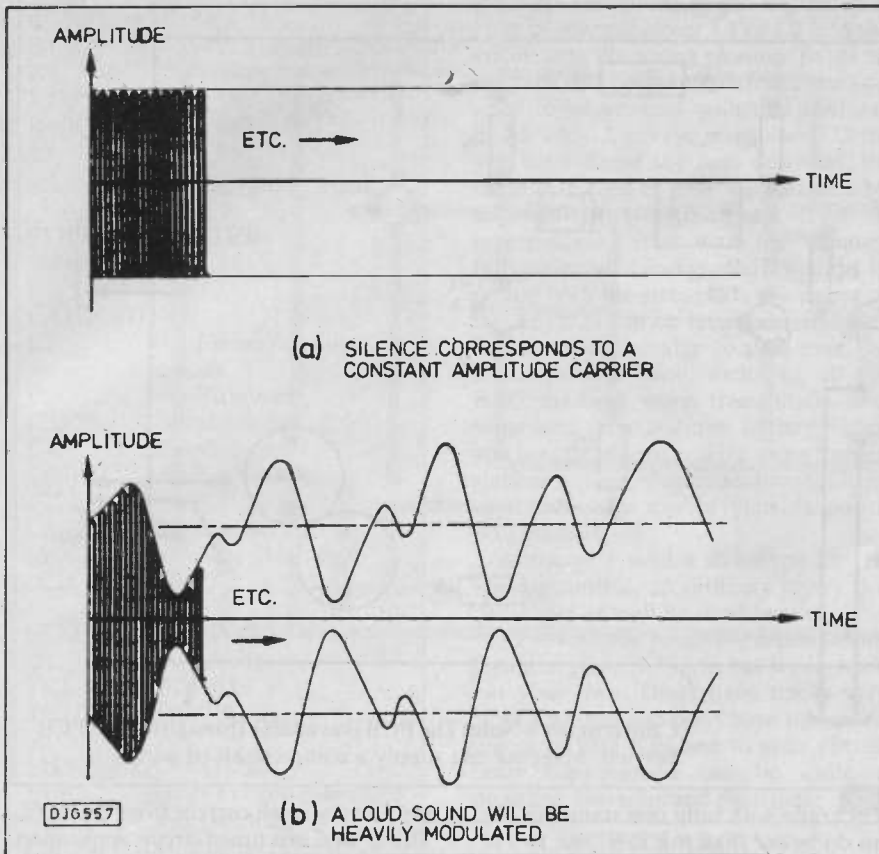 AMPLITUDE
ETC.
TIME
(a) SILENCE CORRESPONDS TO A
CONSTANT AMPLITUDE CARRIER
AMPLITUDE
ETC.
TIME
DJG557
(b) A LOUD SOUND WILL BE
HEAVILY MODULATED